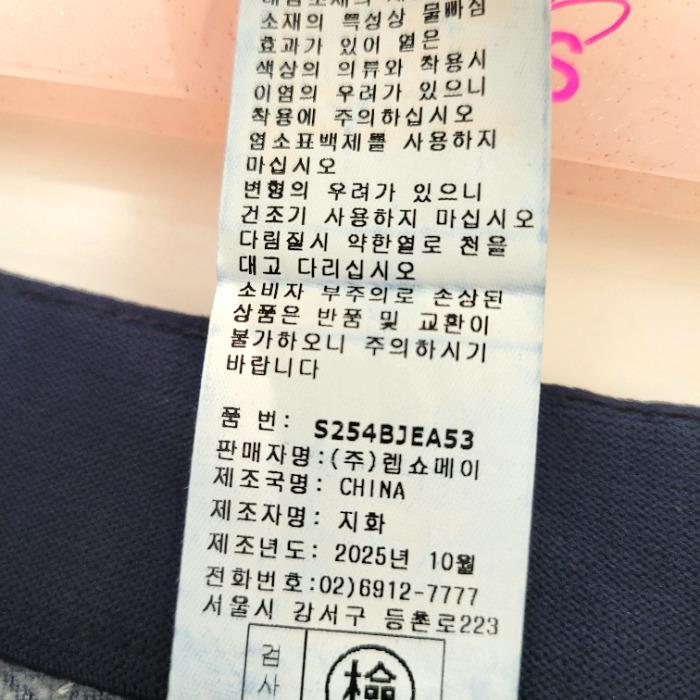 소재의 특성상 물빠짐
효과가 있어 옅은
색상의 의류와 착용시
이염의 우려가 있으니
착용에 주의하십시오
염소표백제를 사용하지
마십시오
변형의 우려가 있으니
건조기 사용하지 마십시오
다림질시 약한열로 천을
대고 다리십시오
소비자 부주의로 손상된
상품은 반품 및 교환이
불가하오니 주의하시기
바랍니다
품 번: S254BJEA53
판매자명:(주)렙쇼메이
제조국명: CHINA
제조자명: 지화
제조년도: 2025년 10월
전화번호:02)6912-7777
서울시 강서구 등촌로223
검
사
檢
S